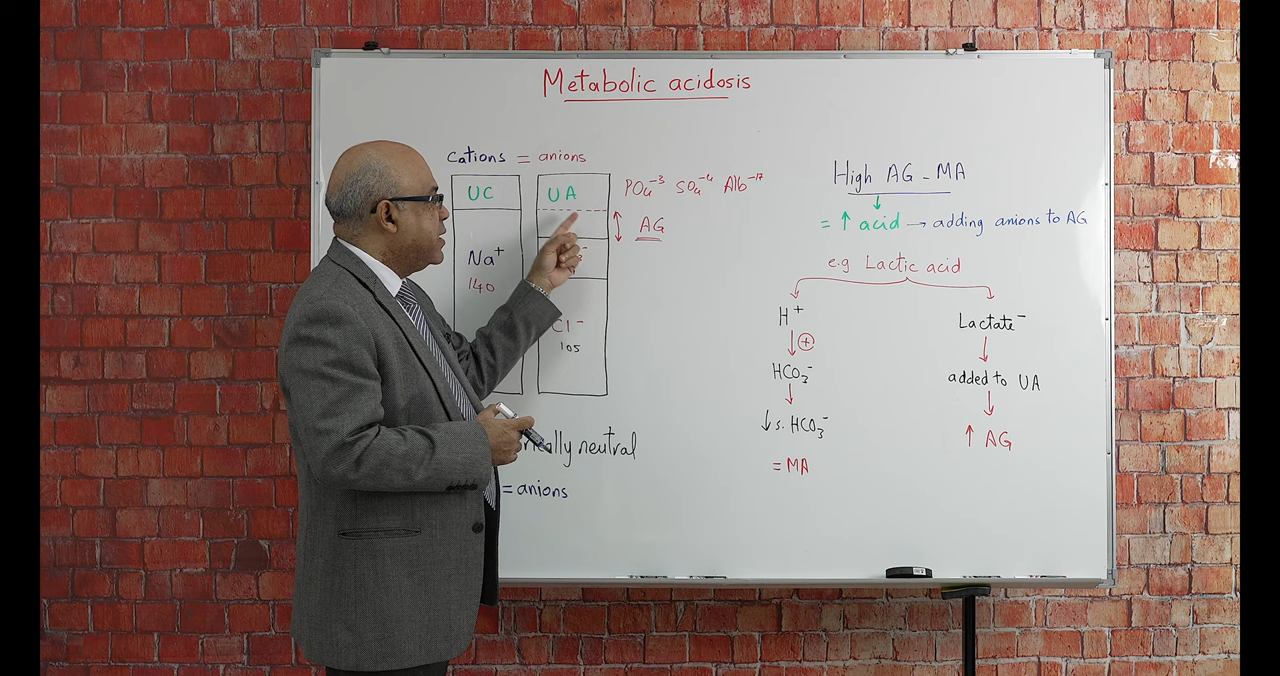 Metabolic acidosis
Cations = anions
UC
UA
PO₄⁻³ SO₄⁻⁴ Alb⁻¹⁷
AG
Na⁺
140
Cl⁻
105
neutral
= anions
High AG - MA
↓
= ↑ acid → adding anions to AG
e.g Lactic acid
H⁺
↓ ⊕
HCO₃⁻
↓
↓ s. HCO₃⁻
= MA
Lactate⁻
↓
added to UA
↓
↑ AG